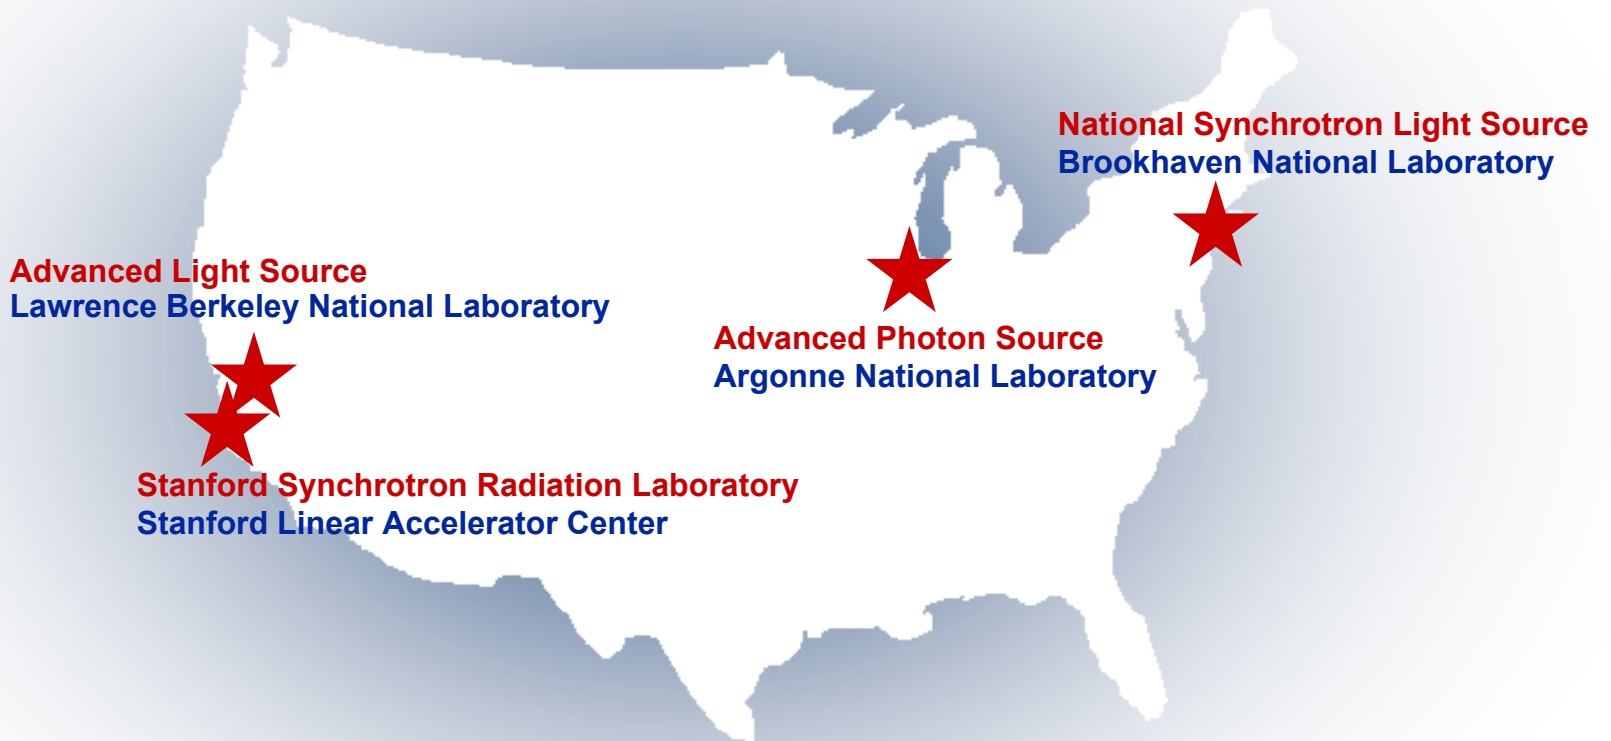 National Synchrotron Light Source
Brookhaven National Laboratory
Advanced Light Source
Lawrence Berkeley National Laboratory
Advanced Photon Source
Argonne National Laboratory
Stanford Synchrotron Radiation Laboratory
Stanford Linear Accelerator Center